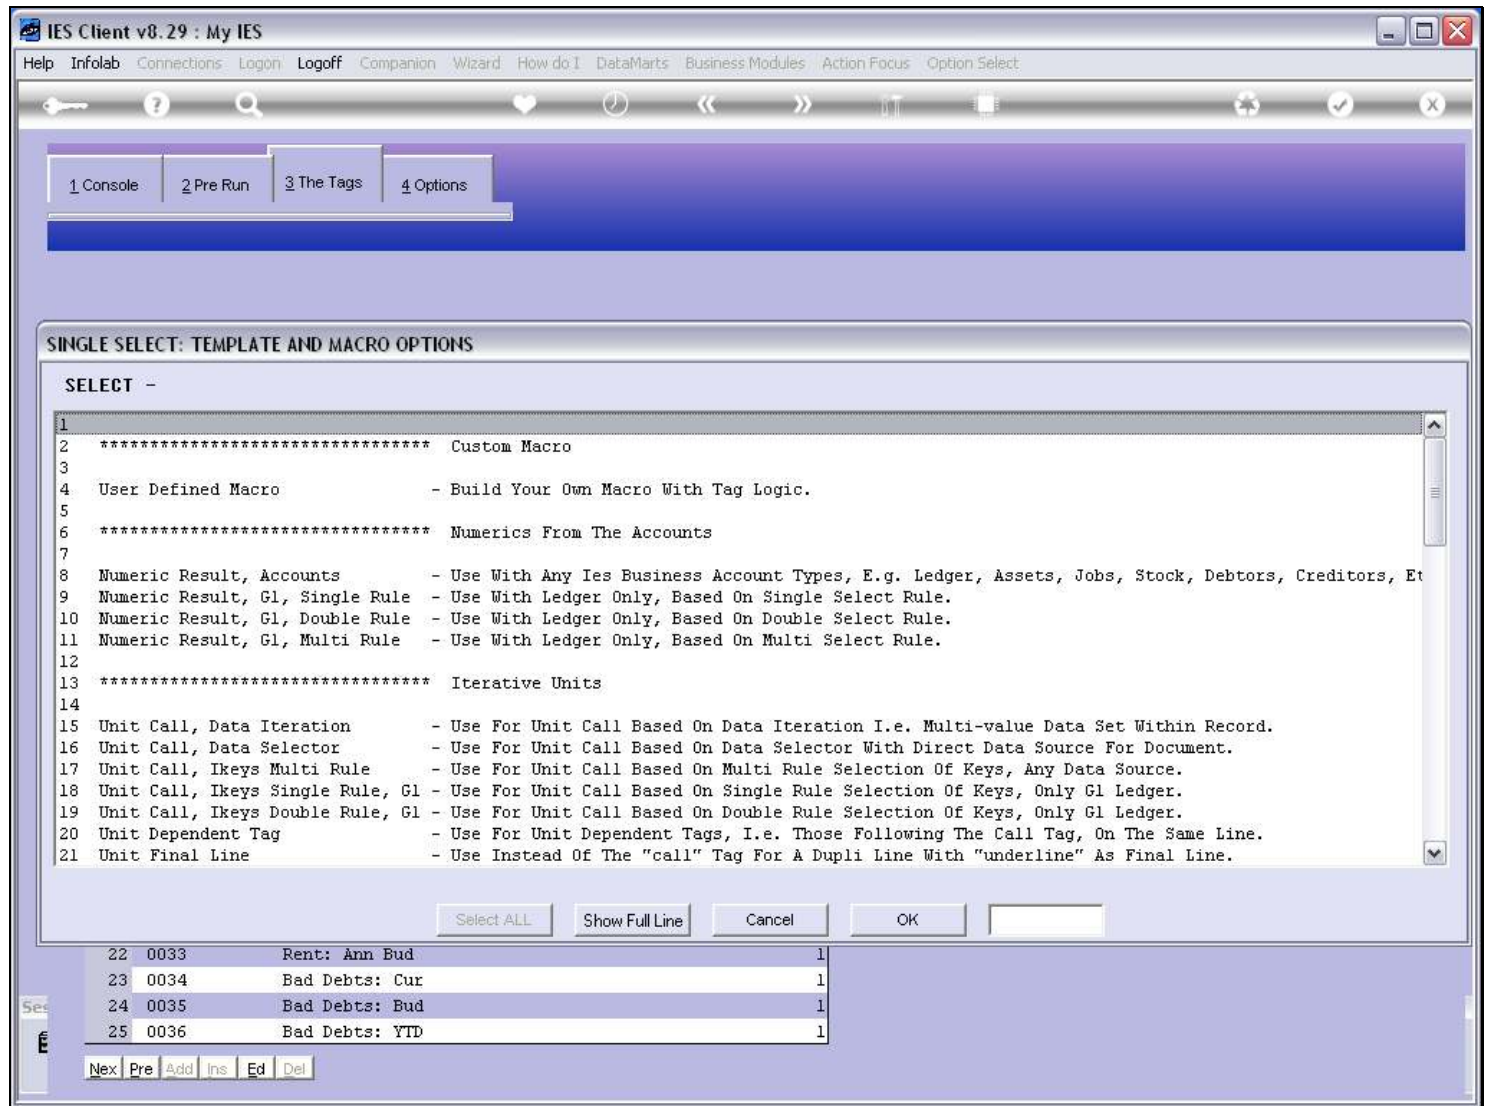 IES Client v8.29 : My IES
Help Infolab Connections Logon Logoff Companion Wizard How do I DataMarts Business Modules Action Focus Option Select
1 Console 2 Pre Run 3 The Tags 4 Options
SINGLE SELECT: TEMPLATE AND MACRO OPTIONS
SELECT -
1
2 ********************************* Custom Macro
3
4 User Defined Macro - Build Your Own Macro With Tag Logic.
5
6 ********************************* Numerics From The Accounts
7
8 Numeric Result, Accounts - Use With Any Ies Business Account Types, E.g. Ledger, Assets, Jobs, Stock, Debtors, Creditors, Et
9 Numeric Result, Gl, Single Rule - Use With Ledger Only, Based On Single Select Rule.
10 Numeric Result, Gl, Double Rule - Use With Ledger Only, Based On Double Select Rule.
11 Numeric Result, Gl, Multi Rule - Use With Ledger Only, Based On Multi Select Rule.
12
13 ********************************* Iterative Units
14
15 Unit Call, Data Iteration - Use For Unit Call Based On Data Iteration I.e. Multi-value Data Set Within Record.
16 Unit Call, Data Selector - Use For Unit Call Based On Data Selector With Direct Data Source For Document.
17 Unit Call, Ikeys Multi Rule - Use For Unit Call Based On Multi Rule Selection Of Keys, Any Data Source.
18 Unit Call, Ikeys Single Rule, Gl - Use For Unit Call Based On Single Rule Selection Of Keys, Only Gl Ledger.
19 Unit Call, Ikeys Double Rule, Gl - Use For Unit Call Based On Double Rule Selection Of Keys, Only Gl Ledger.
20 Unit Dependent Tag - Use For Unit Dependent Tags, I.e. Those Following The Call Tag, On The Same Line.
21 Unit Final Line - Use Instead Of The "call" Tag For A Dupli Line With "underline" As Final Line.
Select ALL Show Full Line Cancel OK
22 0033 Rent: Ann Bud 1
23 0034 Bad Debts: Cur 1
Ses 24 0035 Bad Debts: Bud 1
25 0036 Bad Debts: YTD 1
Nex Pre Add Ins Ed Del